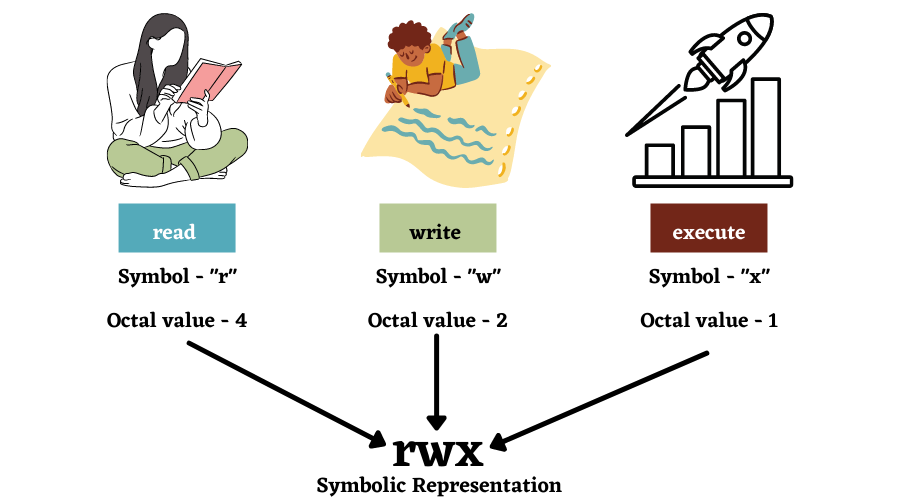 read
write
execute
Symbol - "r"
Symbol - "w"
Symbol - "x"
Octal value - 4
Octal value - 2
Octal value - 1
rwx
Symbolic Representation